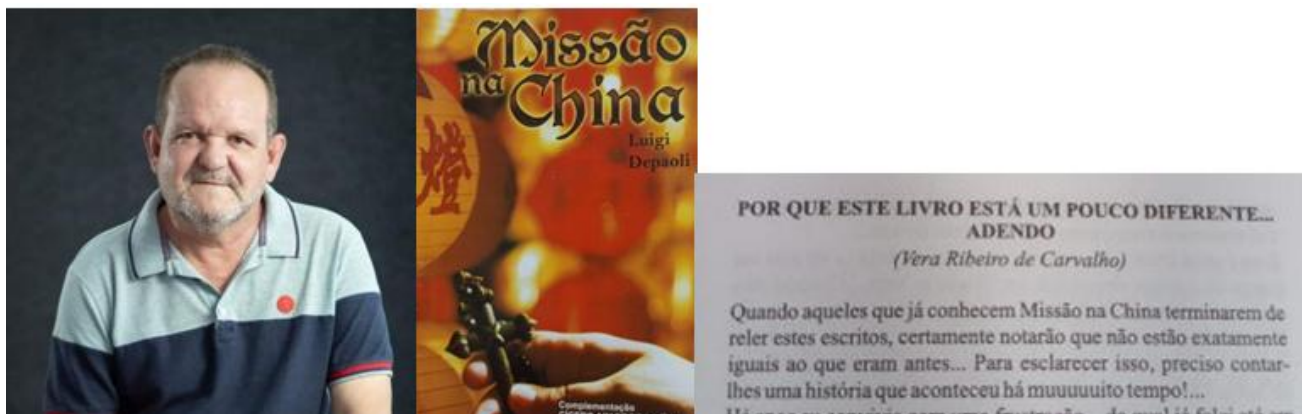 Missão
na China
Luigi
Depaoli
燈
Complementação
POR QUE ESTE LIVRO ESTÁ UM POUCO DIFERENTE...
ADENDO
(Vera Ribeiro de Carvalho)
Quando aqueles que já conhecem Missão na China terminarem de
reler estes escritos, certamente notarão que não estão exatamente
iguais ao que eram antes... Para esclarecer isso, preciso contar-
lhes uma história que aconteceu há muuuuuito tempo!...